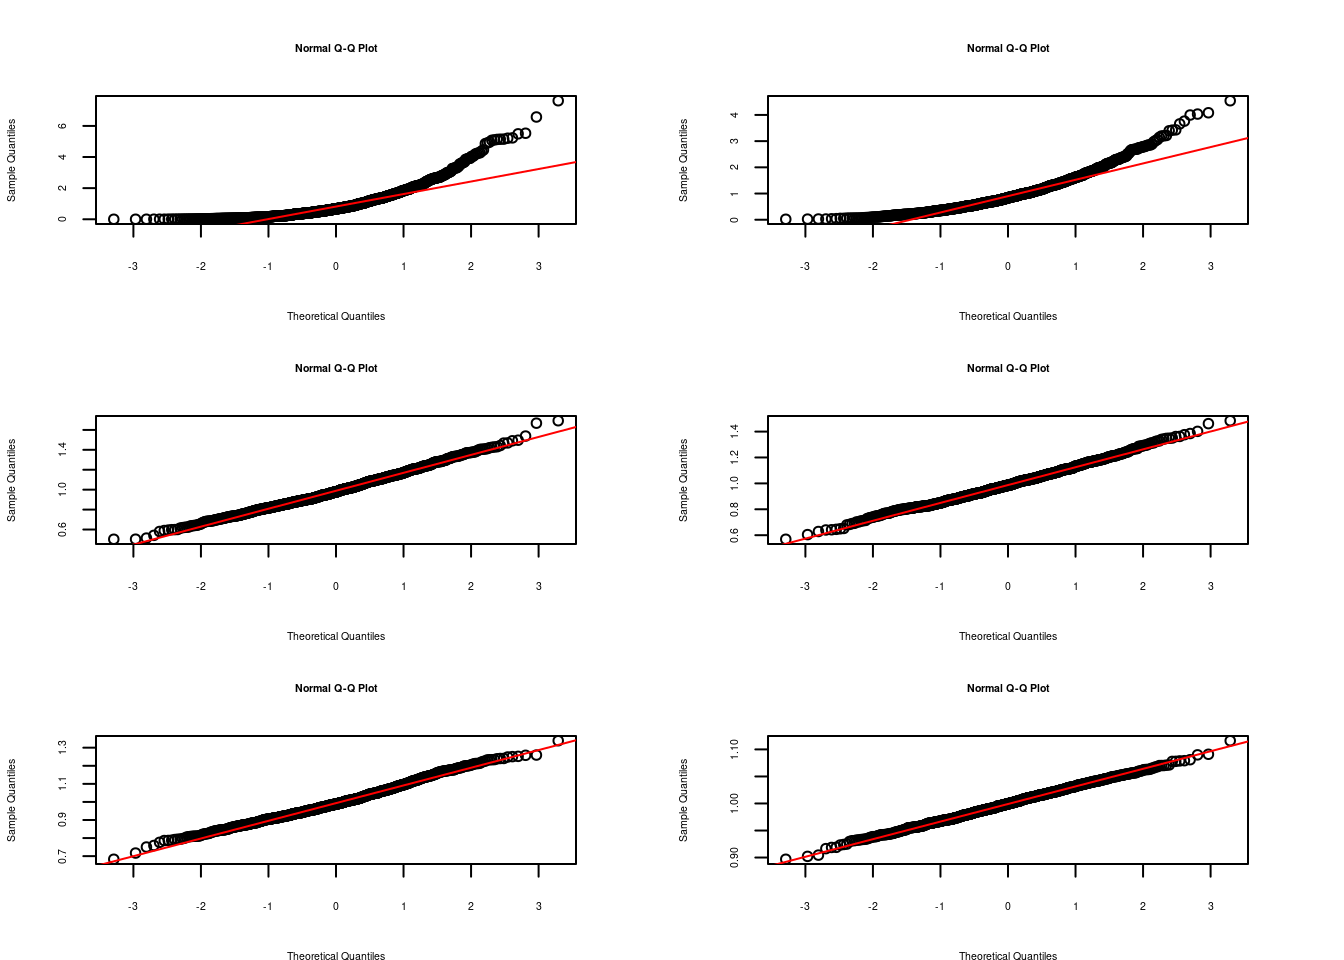 Normal Q-Q Plot
Sample Quantiles
0 2 4 6
-3 -2 -1 0 1 2 3
Theoretical Quantiles
Normal Q-Q Plot
Sample Quantiles
0 1 2 3 4
-3 -2 -1 0 1 2 3
Theoretical Quantiles
Normal Q-Q Plot
Sample Quantiles
0.6 1.0 1.4
-3 -2 -1 0 1 2 3
Theoretical Quantiles
Normal Q-Q Plot
Sample Quantiles
0.6 0.8 1.0 1.2 1.4
-3 -2 -1 0 1 2 3
Theoretical Quantiles
Normal Q-Q Plot
Sample Quantiles
0.7 0.9 1.1 1.3
-3 -2 -1 0 1 2 3
Theoretical Quantiles
Normal Q-Q Plot
Sample Quantiles
0.90 1.00 1.10
-3 -2 -1 0 1 2 3
Theoretical Quantiles